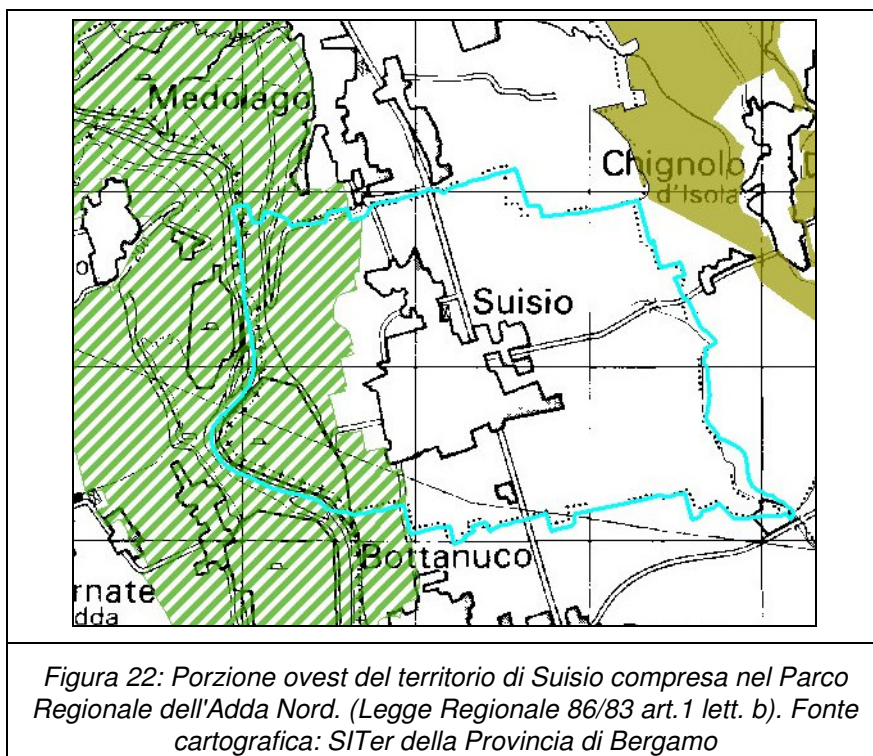 Medolago
Chignolo
d'Isola
D
200
o
Suisio
Bottanuco
rnate
dda
Figura 22: Porzione ovest del territorio di Suisio compresa nel Parco
Regionale dell'Adda Nord. (Legge Regionale 86/83 art.1 lett. b). Fonte
cartografica: SITer della Provincia di Bergamo